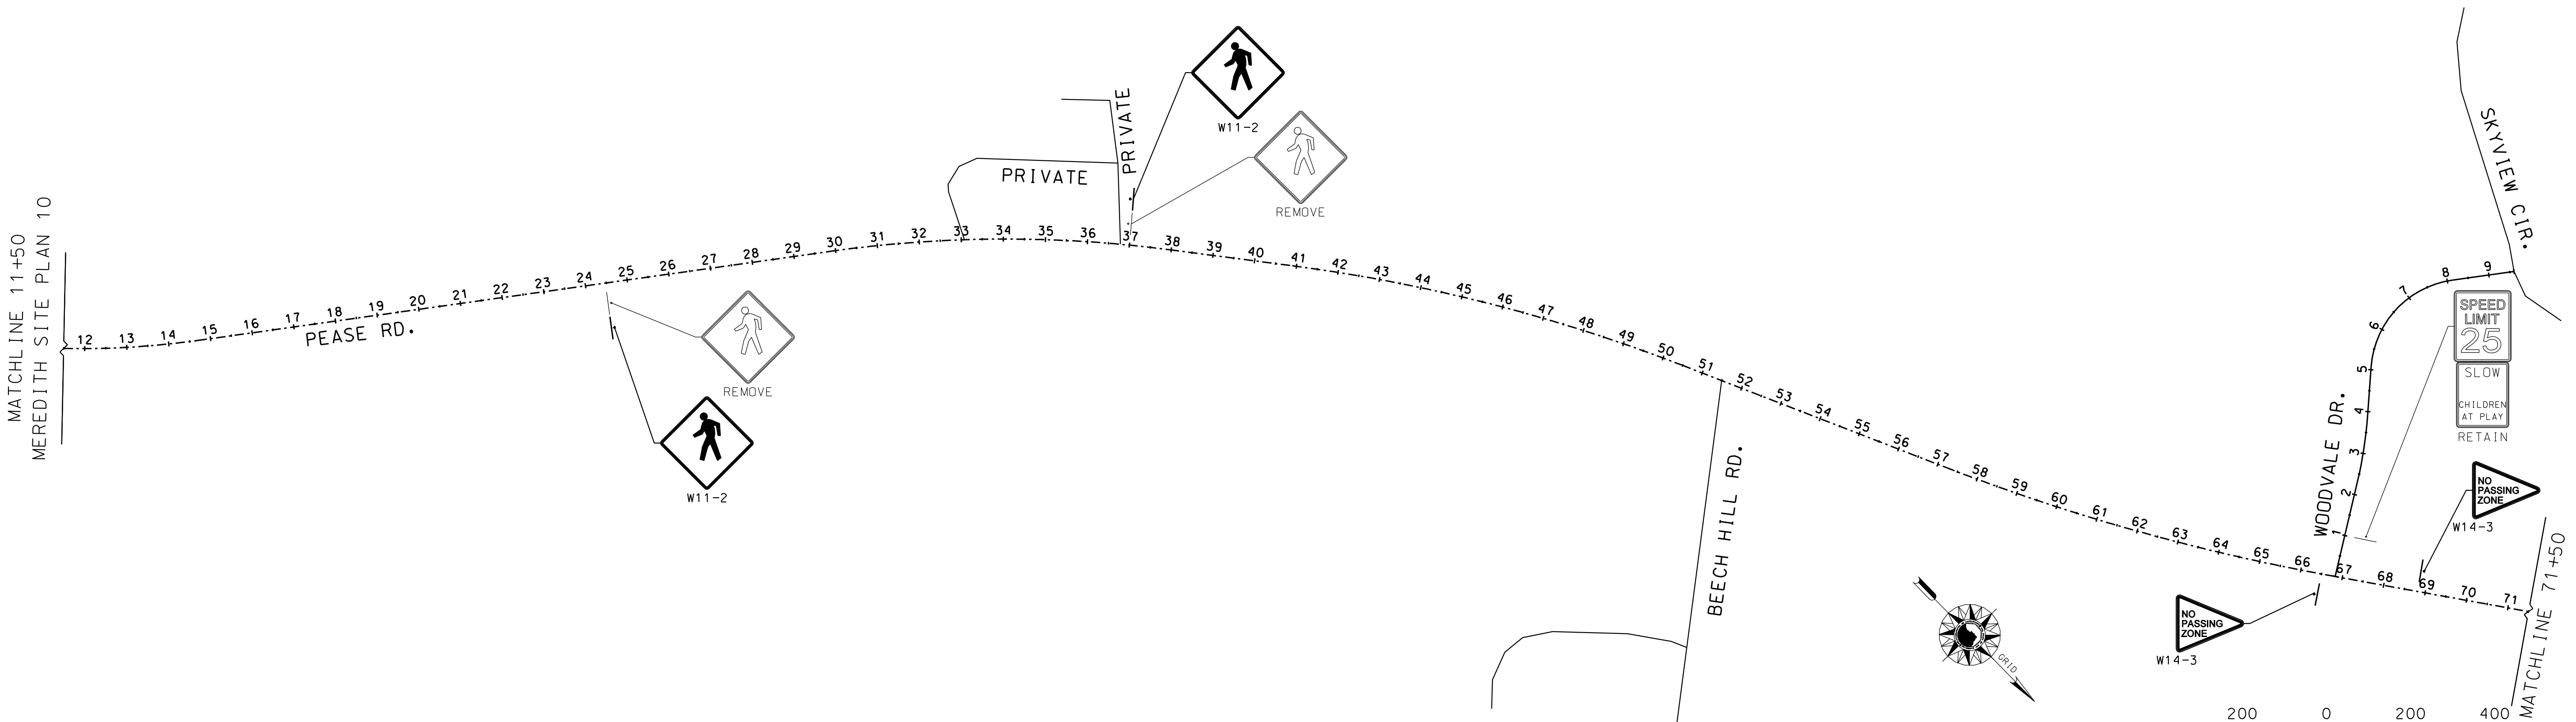 MATCHLINE 11+50
MEREDITH SITE PLAN 10
12 13 14 15 16 17 18 19 20 21 22 23 24 25 26 27 28 29 30 31 32 33 34 35 36 37 38 39 40 41 42 43 44 45 46 47 48 49 50 51 52 53 54 55 56 57 58 59 60 61 62 63 64 65 66 67 68 69 70 71
PEASE RD.
REMOVE
W11-2
PRIVATE
PRIVATE
W11-2
REMOVE
BEECH HILL RD.
GRID
WOODVALE DR.
1 2 3 4 5 6 7 8 9
SKYVIEW CIR.
SPEED
LIMIT
25
SLOW
CHILDREN
AT PLAY
RETAIN
NO
PASSING
ZONE
W14-3
NO
PASSING
ZONE
W14-3
MATCHLINE 71+50
200 0 200 400